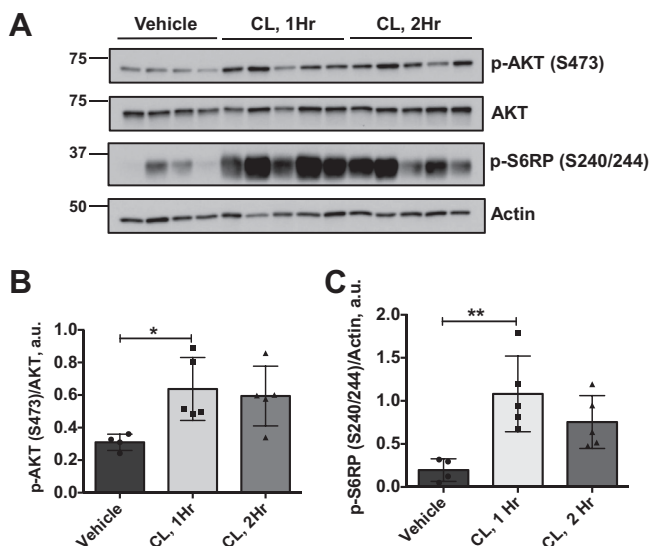 A
Vehicle CL, 1Hr CL, 2Hr
75 p-AKT (S473)
75 AKT
37 p-S6RP (S240/244)
50 Actin
B
p-AKT (S473)/AKT, a.u.
1.0
0.8
0.6
0.4
0.2
0.0
*
Vehicle CL, 1Hr CL, 2Hr
C
p-S6RP (S240/244)/Actin, a.u.
2.0
1.5
1.0
0.5
0.0
**
Vehicle CL, 1 Hr CL, 2 Hr